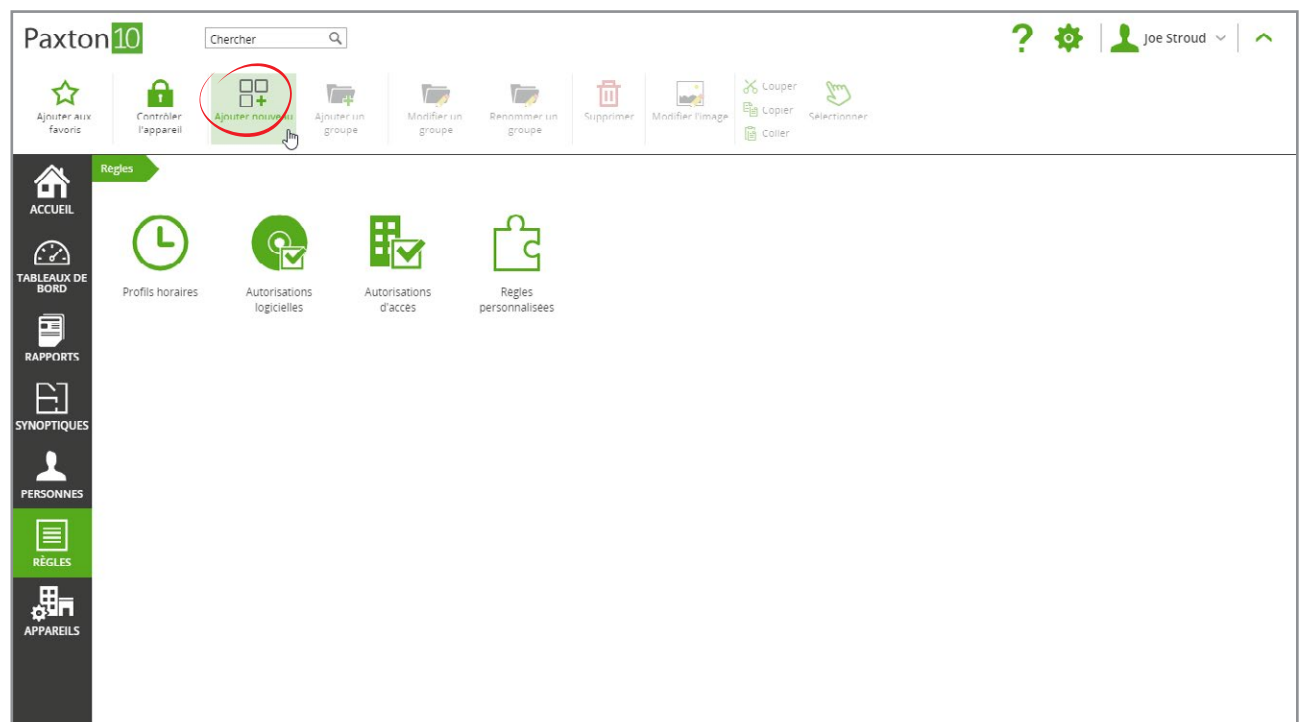 Paxton10
Chercher
Joe Stroud
Ajouter aux
favoris
Contrôler
l'appareil
Ajouter nouveau
Ajouter un
groupe
Modifier un
groupe
Renommer un
groupe
Supprimer
Modifier l'image
Couper
Copier
Coller
Sélectionner
Règles
ACCUEIL
TABLEAUX DE
BORD
RAPPORTS
SYNOPTIQUES
PERSONNES
RÈGLES
APPAREILS
Profils horaires
Autorisations
logicielles
Autorisations
d'accès
Règles
personnalisées